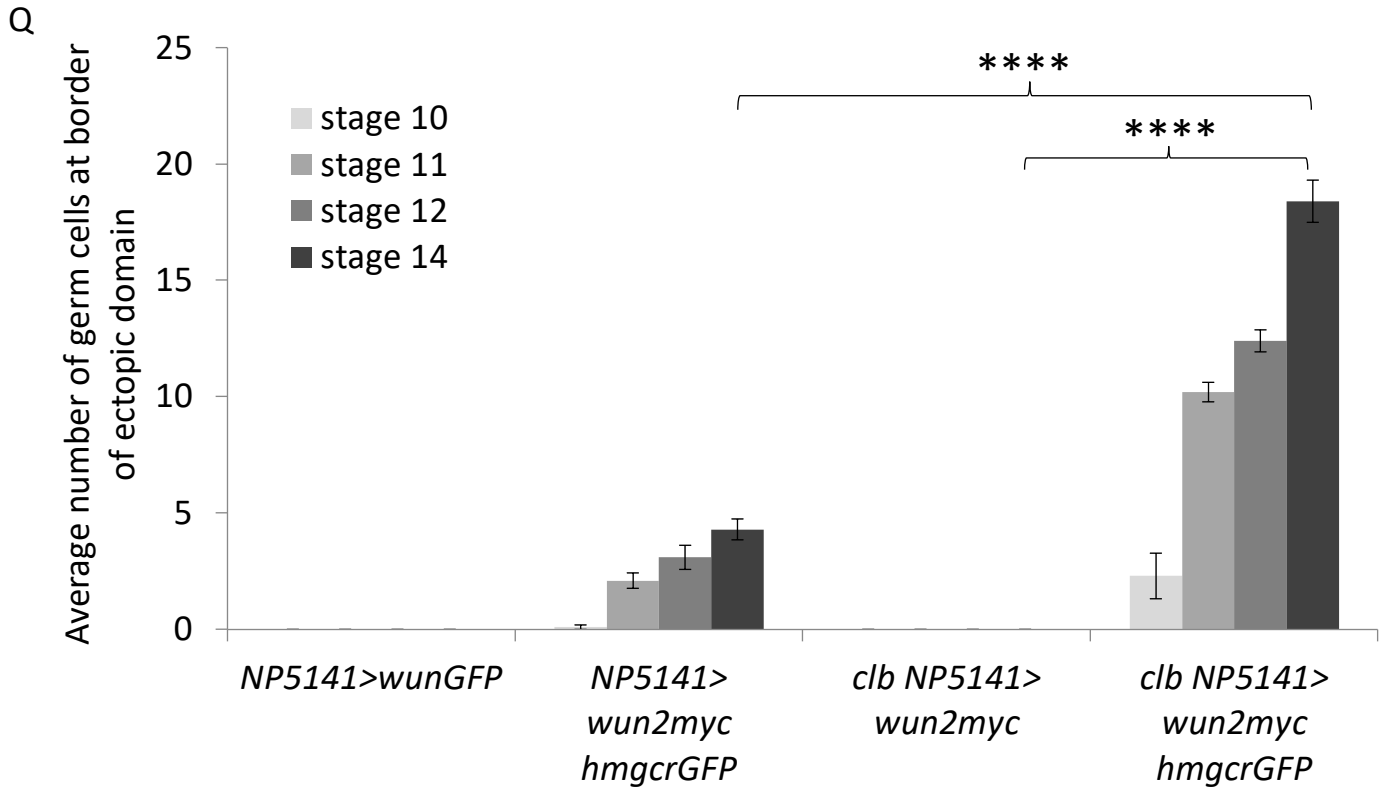 Q
Average number of germ cells at border
of ectopic domain
25
20
15
10
5
0
stage 10
stage 11
stage 12
stage 14
****
****
NP5141>wunGFP
NP5141>
wun2myc
hmgcrGFP
clb NP5141>
wun2myc
clb NP5141>
wun2myc
hmgcrGFP